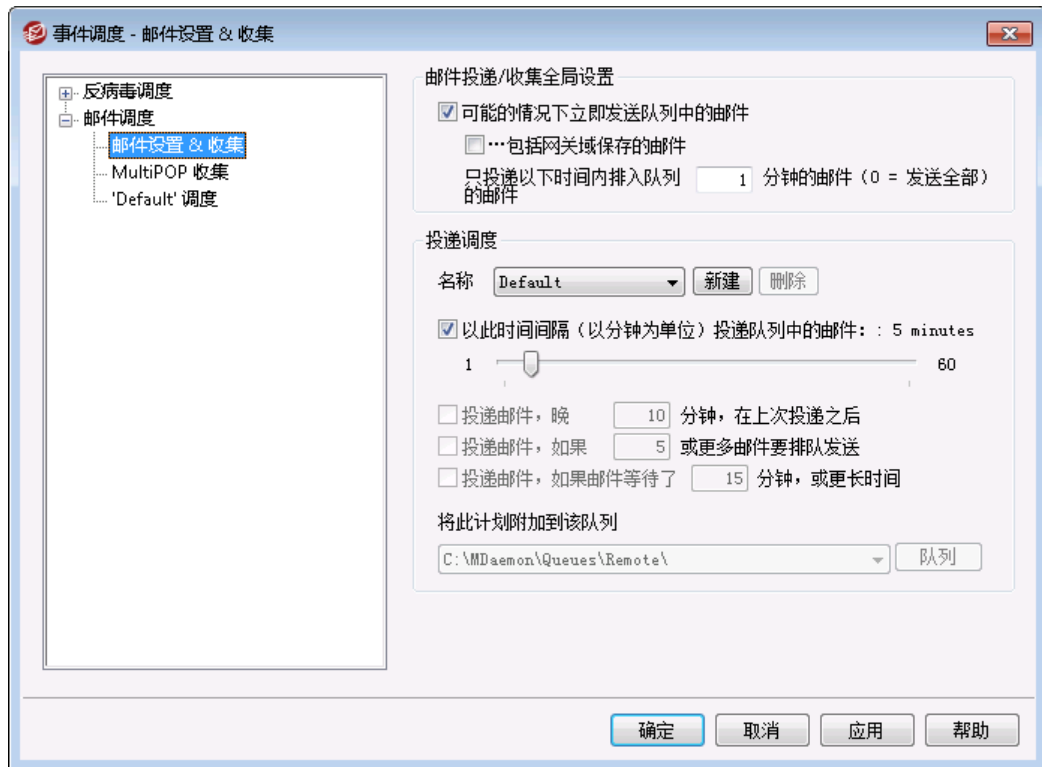 事件调度 - 邮件设置 & 收集
反病毒调度
邮件调度
邮件设置 & 收集
MultiPOP 收集
'Default' 调度
邮件投递/收集全局设置
可能的情况下立即发送队列中的邮件
…包括网关域保存的邮件
只投递以下时间内排入队列的邮件 1 分钟的邮件（0 = 发送全部）
投递调度
名称 Default 新建 删除
以此时间间隔（以分钟为单位）投递队列中的邮件：: 5 minutes
1 60
投递邮件，晚 10 分钟，在上次投递之后
投递邮件，如果 5 或更多邮件要排队发送
投递邮件，如果邮件等待了 15 分钟，或更长时间
将此计划附加到该队列
C:\MDaemon\Queues\Remote\ 队列
确定 取消 应用 帮助